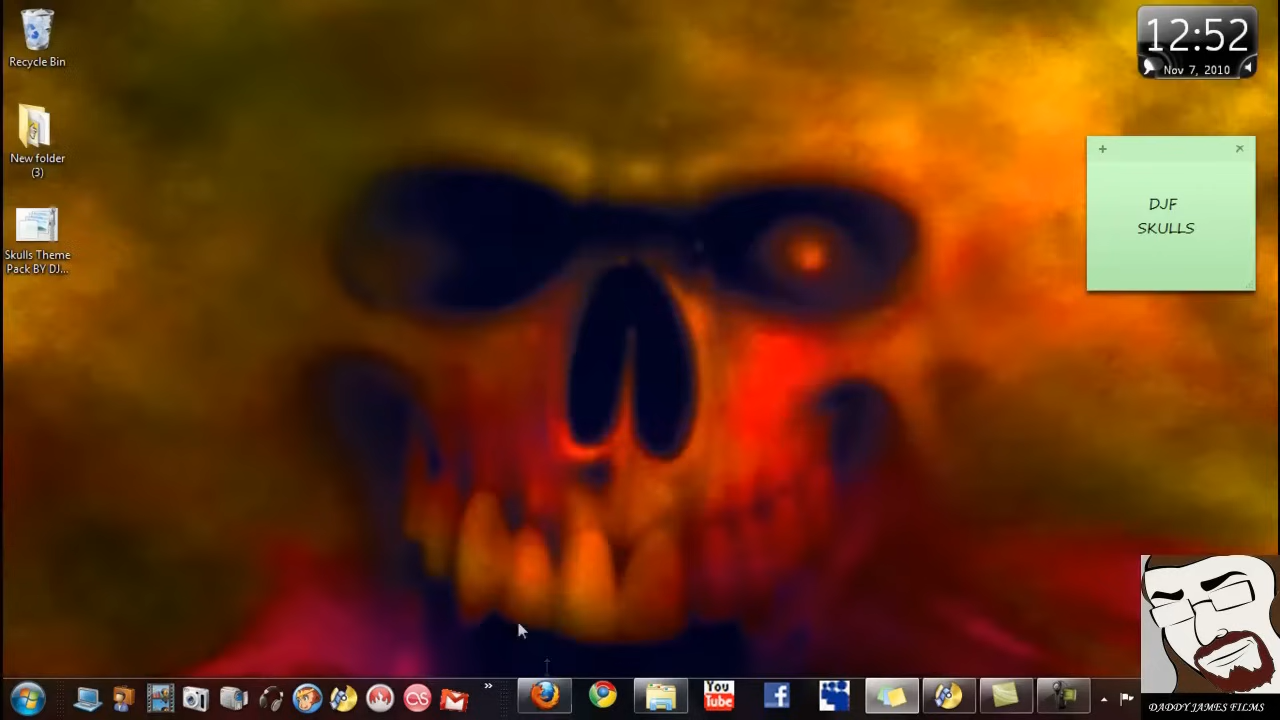 Recycle Bin
New folder
(3)
Skulls Theme
Pack BY DJ...
12:52
Nov 7, 2010
DJF
SKULLS
You
Tube
DADDY JAMES FILMS